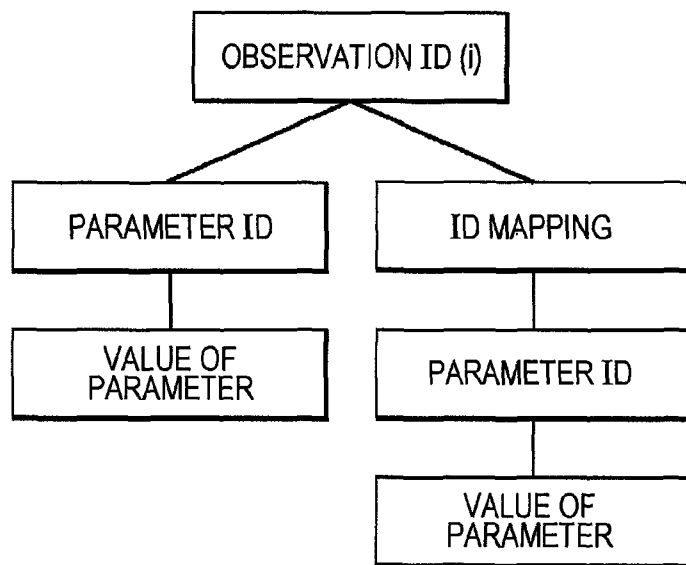 OBSERVATION ID (i)
PARAMETER ID
ID MAPPING
VALUE OF
PARAMETER
PARAMETER ID
VALUE OF
PARAMETER